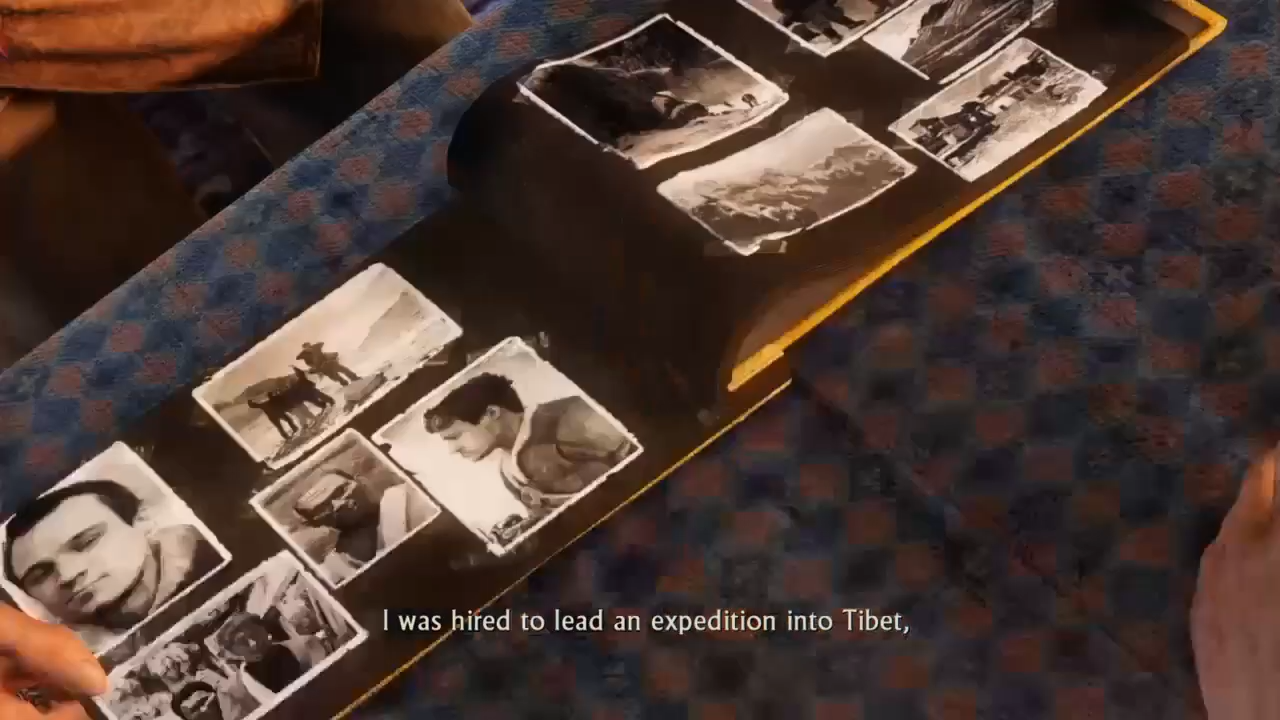 I was hired to lead an expedition into Tibet,